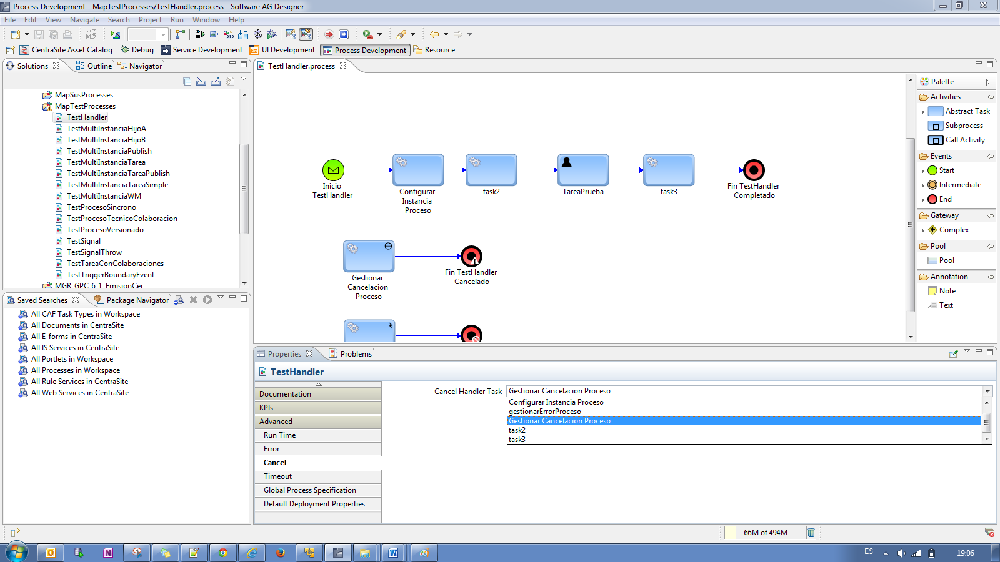 Process Development - MapTestProcesses/TestHandler.process - Software AG Designer
File Edit View Navigate Search Project Run Window Help
CentraSite Asset Catalog Debug Service Development UI Development Process Development Resource
Solutions Outline Navigator
MapSusProcesses
MapTestProcesses
TestHandler
TestMultiInstanciaHijoA
TestMultiInstanciaHijoB
TestMultiInstanciaPublish
TestMultiInstanciaTarea
TestMultiInstanciaTareaPublish
TestMultiInstanciaTareaSimple
TestMultiInstanciaWM
TestProcesoSincrono
TestProcesoTecnicoColaboracion
TestProcesoVersionado
TestSignal
TestSignalThrow
TestTareaConColaboraciones
TestTriggerBoundaryEvent
MGR GPC 6 1 EmisionCer
Saved Searches Package Navigator
All CAF Task Types in Workspace
All Documents in CentraSite
All E-forms in CentraSite
All IS Services in CentraSite
All Portlets in Workspace
All Processes in Workspace
All Rule Services in CentraSite
All Web Services in CentraSite
TestHandler.process
Inicio
TestHandler
Configurar
Instancia
Proceso
task2
TareaPrueba
task3
Fin TestHandler
Completado
Gestionar
Cancelacion
Proceso
Fin TestHandler
Cancelado
Palette
Activities
Abstract Task
Subprocess
Call Activity
Events
Start
Intermediate
End
Gateway
Complex
Pool
Pool
Annotation
Note
Text
Properties Problems
TestHandler
Documentation
KPIs
Advanced
Run Time
Error
Cancel
Timeout
Global Process Specification
Default Deployment Properties
Cancel Handler Task Gestionar Cancelacion Proceso
Configurar Instancia Proceso
gestionarErrorProceso
Gestionar Cancelacion Proceso
task2
task3
66M of 494M
ES 19:06